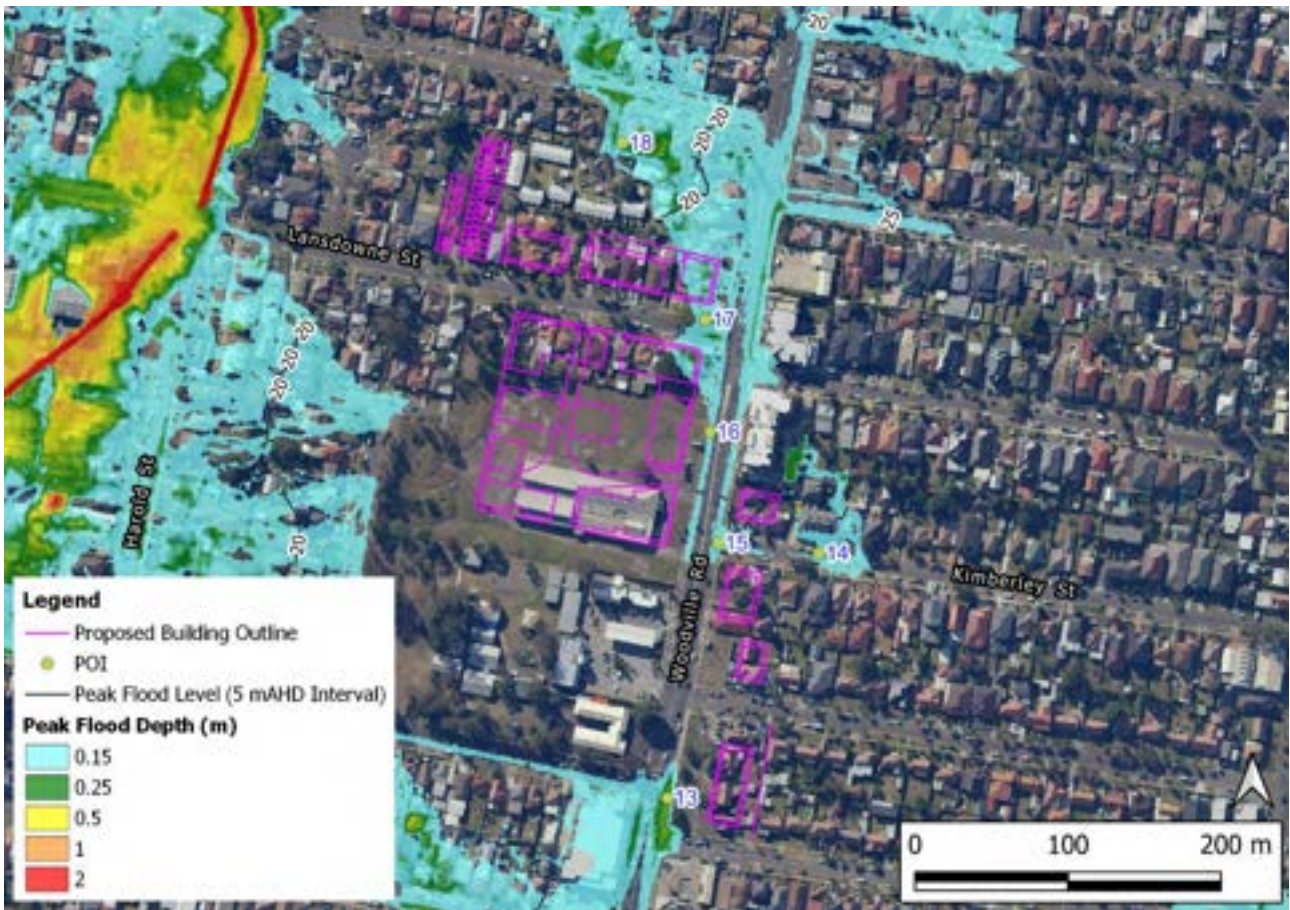 20
20
20
18
20
25
Lansdowne St
17
20
20
20
16
Harold St
15
14
20
Kimberley St
Woodville Rd
13
Legend
Proposed Building Outline
POI
Peak Flood Level (5 mAHD Interval)
Peak Flood Depth (m)
0.15
0.25
0.5
1
2
0 100 200 m